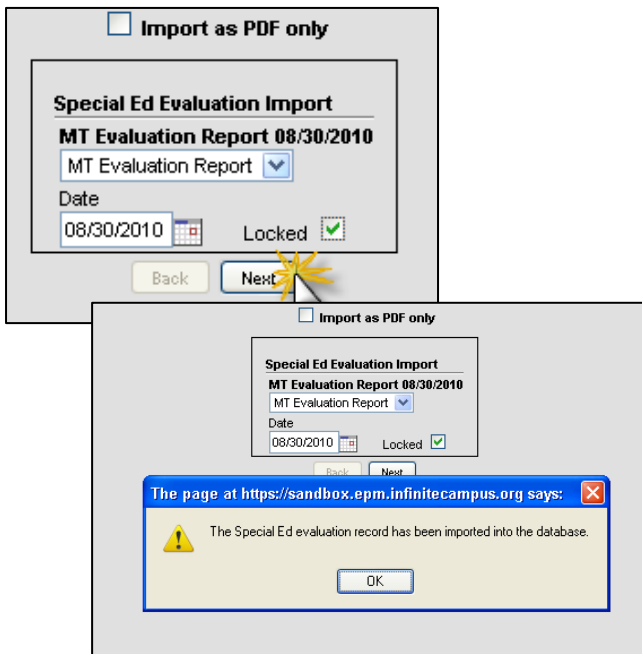 Import as PDF only
Special Ed Evaluation Import
MT Evaluation Report 08/30/2010
MT Evaluation Report
Date
08/30/2010 Locked
Back Next
Import as PDF only
Special Ed Evaluation Import
MT Evaluation Report 08/30/2010
MT Evaluation Report
Date
08/30/2010 Locked
Back Next
The page at https://sandbox.epm.infinitecampus.org says:
The Special Ed evaluation record has been imported into the database.
OK